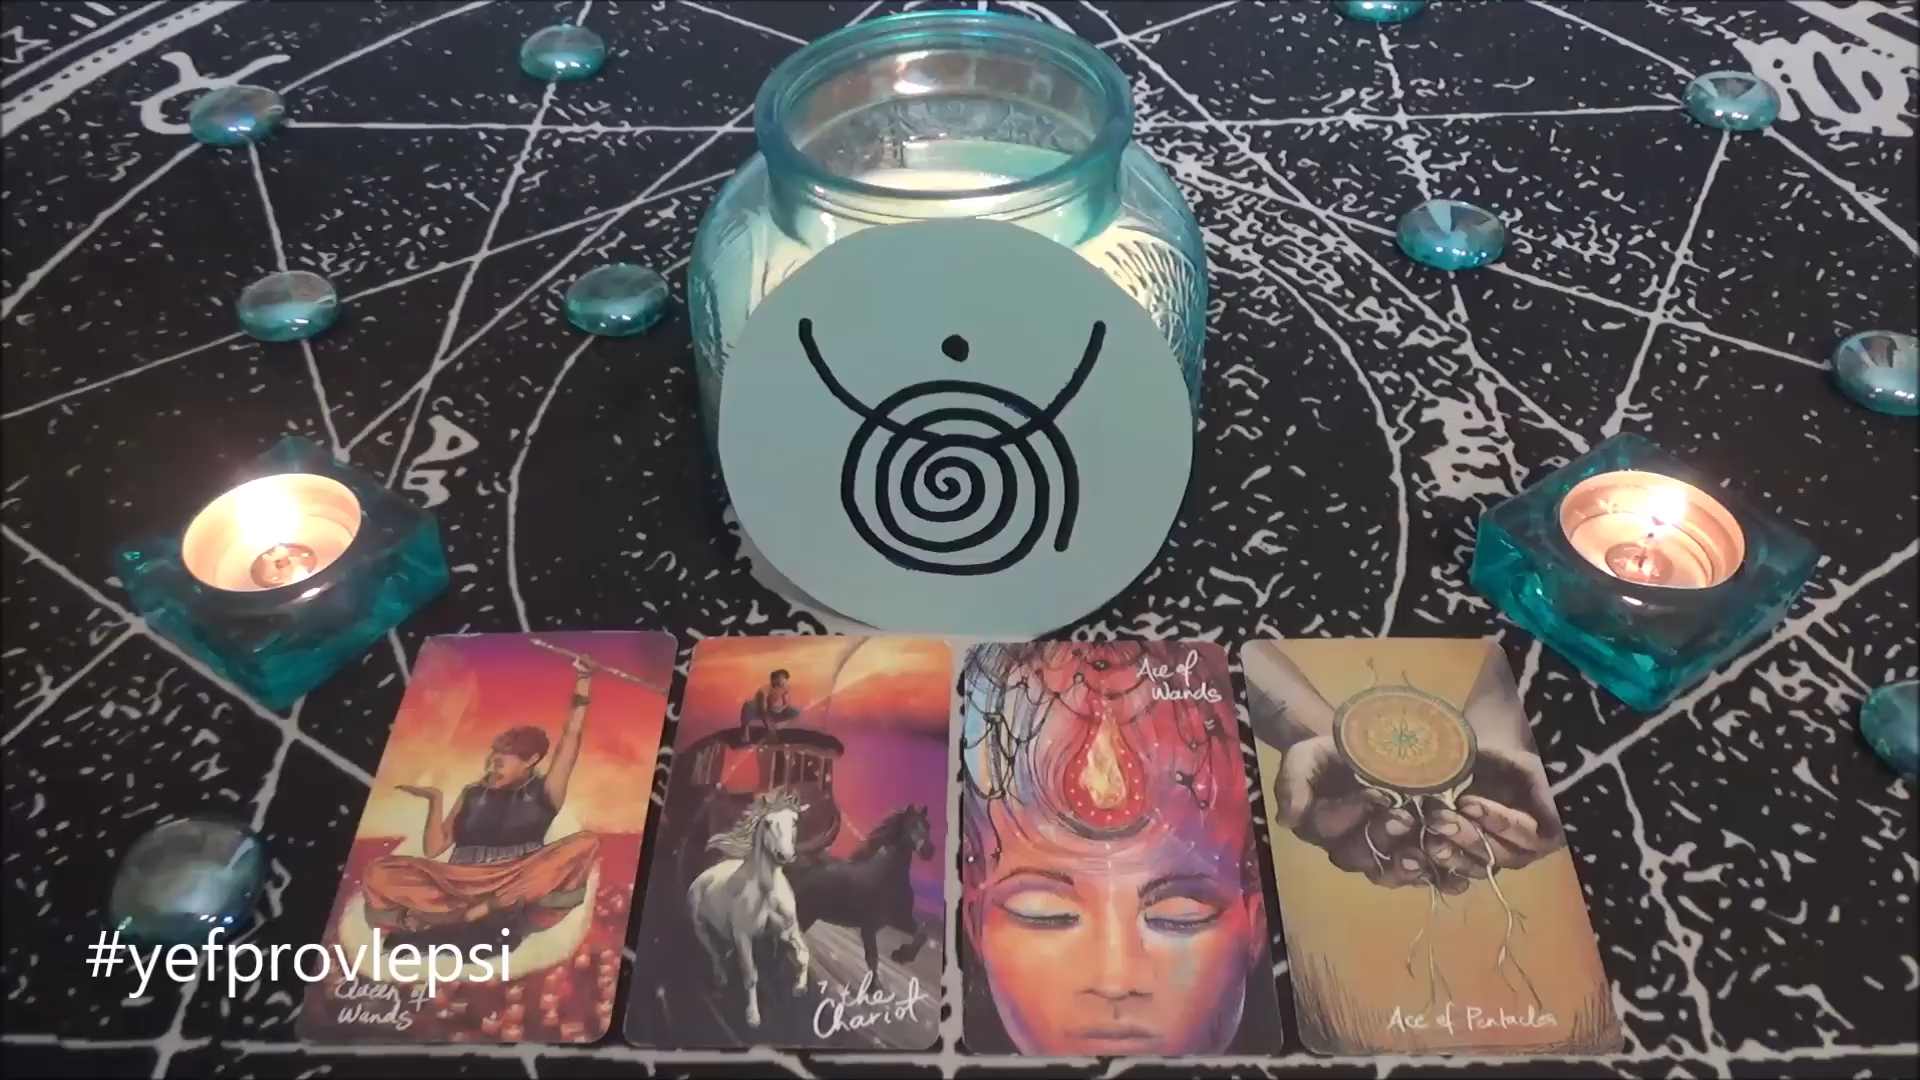 Ace of
Wands
#yefprovlepsi
Queen of
Wands
7 the
Chariot
Ace of Pentacles